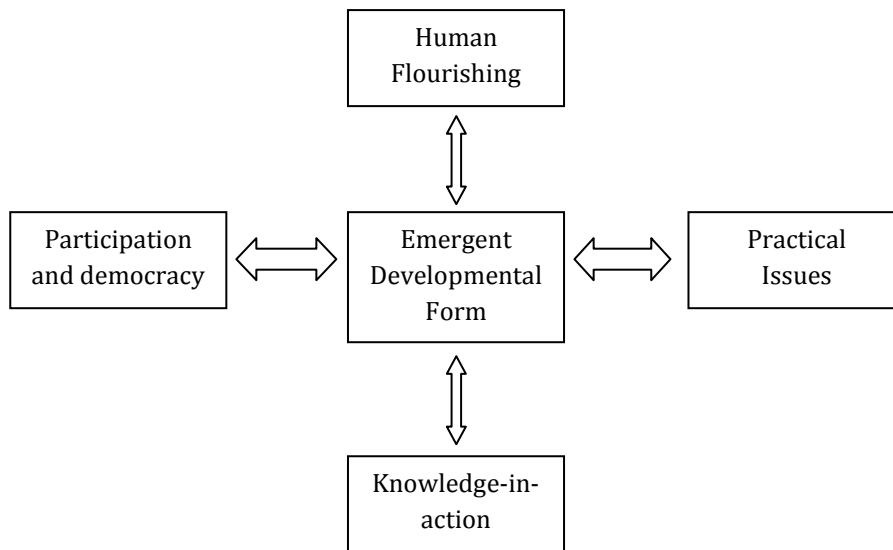 Human
Flourishing
Participation
and democracy
Emergent
Developmental
Form
Practical
Issues
Knowledge-in-
action